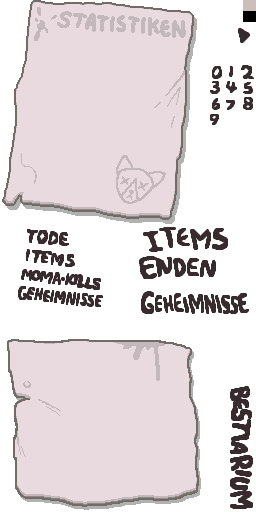 STATISTIKEN
0 1 2
3 4 5
6 7 8
9
TODE
ITEMS
MOMA-KILLS
GEHEIMNISSE
ITEMS
ENDEN
GEHEIMNISSE
BESTIARIUM